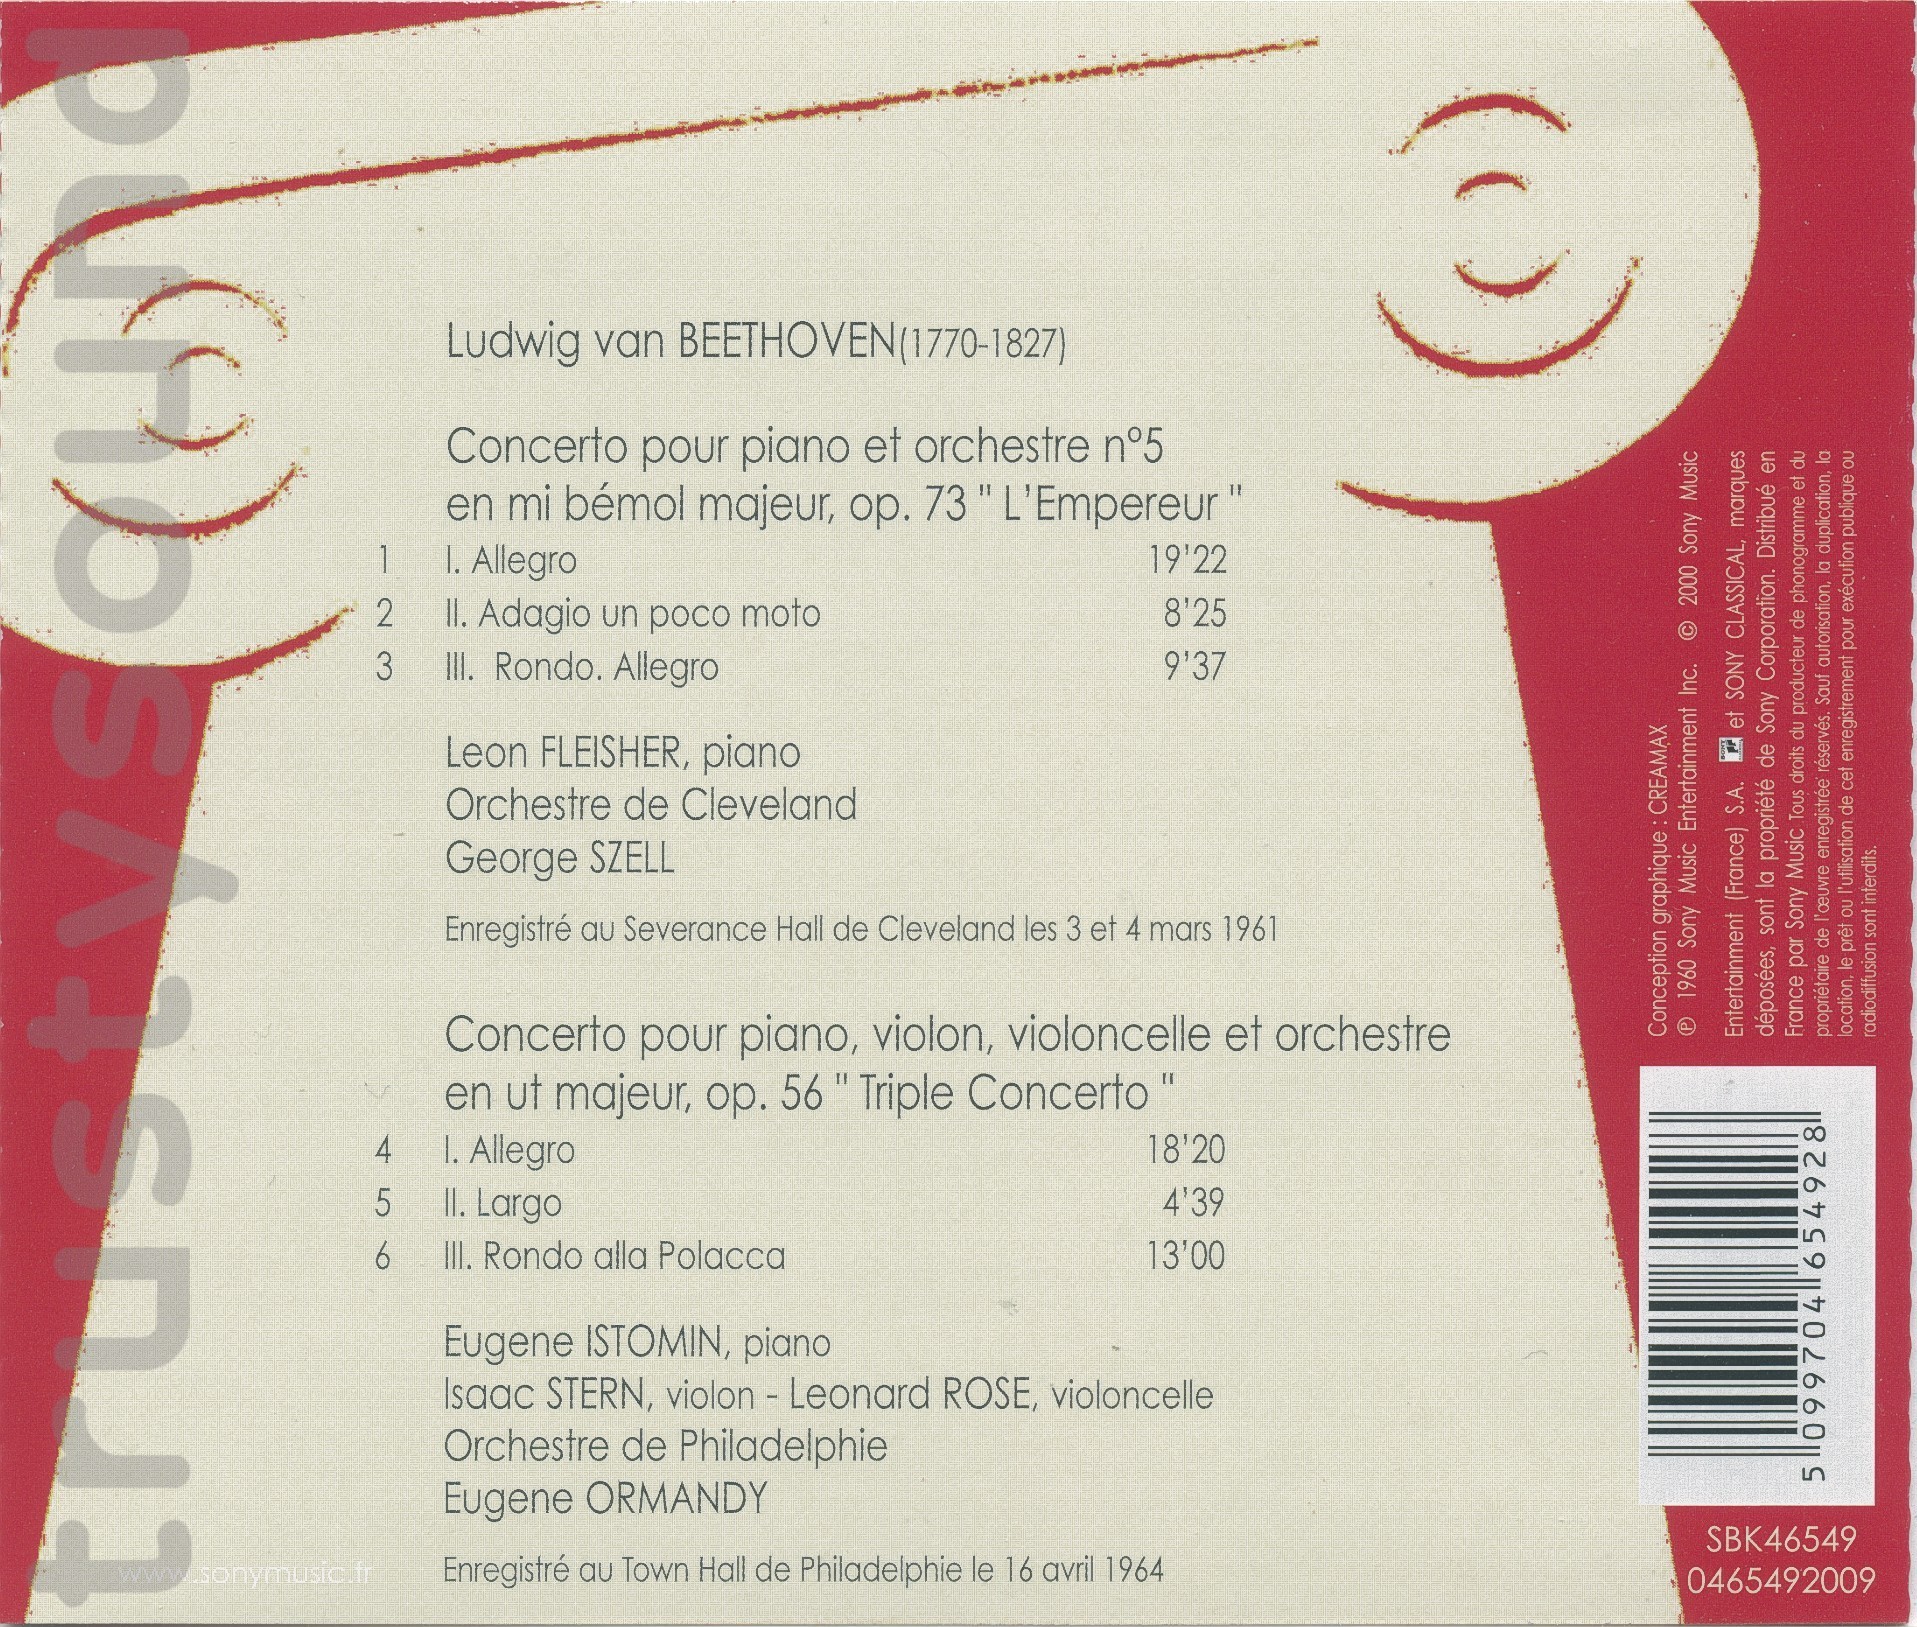 Ludwig van BEETHOVEN(1770-1827)
Concerto pour piano et orchestre nº5
en mi bémol majeur, op. 73 " L'Empereur "
1 I. Allegro 19'22
2 II. Adagio un poco moto 8'25
3 III. Rondo. Allegro 9'37
Leon FLEISHER, piano
Orchestre de Cleveland
George SZELL
Enregistré au Severance Hall de Cleveland les 3 et 4 mars 1961
Concerto pour piano, violon, violoncelle et orchestre
en ut majeur, op. 56 " Triple Concerto "
4 I. Allegro 18'20
5 II. Largo 4'39
6 III. Rondo alla Polacca 13'00
Eugene ISTOMIN, piano
Isaac STERN, violon - Leonard ROSE, violoncelle
Orchestre de Philadelphie
Eugene ORMANDY
Enregistré au Town Hall de Philadelphie le 16 avril 1964
www.sonymusic.fr
trustysound
Conception graphique : CREAMAX
℗ 1960 Sony Music Entertainment Inc. © 2000 Sony Music
Entertainment (France) S.A. SONY et SONY CLASSICAL, marques
déposées, sont la propriété de Sony Corporation. Distribué en
France par Sony Music Tous droits du producteur de phonogramme et du
propriétaire de l'œuvre enregistrée réservés. Sauf autorisation, la duplication, la
location, le prêt ou l'utilisation de cet enregistrement pour exécution publique ou
radiodiffusion sont interdits.
5 099704 654928
SBK46549
0465492009